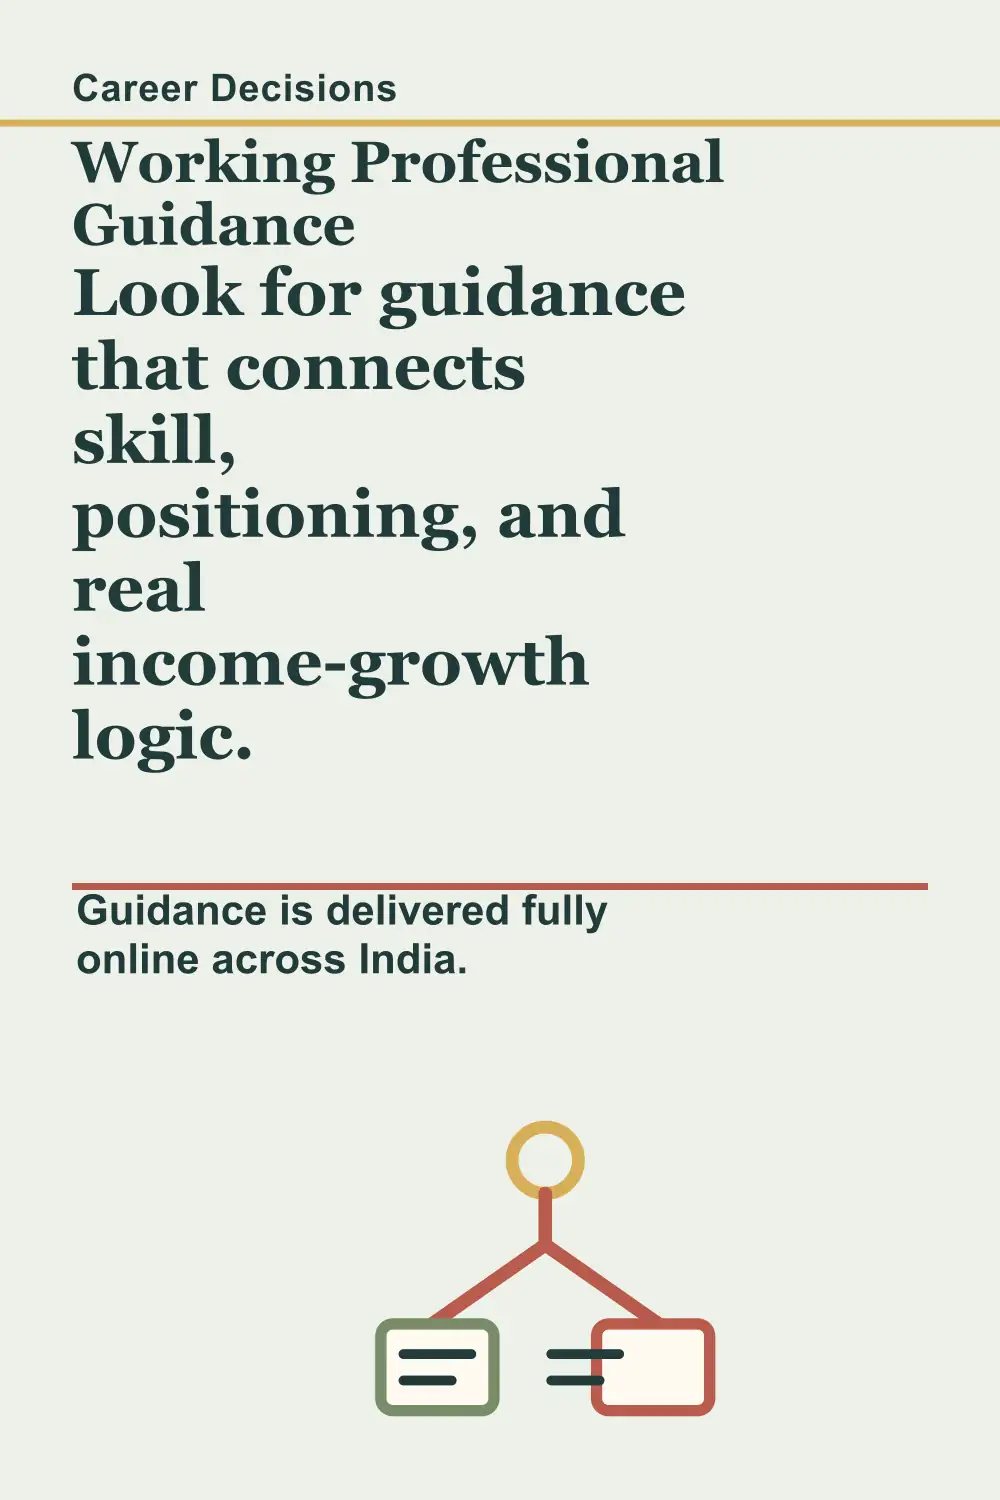 Career Decisions
Working Professional
Guidance
Look for guidance
that connects
skill,
positioning, and
real
income-growth
logic.
Guidance is delivered fully
online across India.